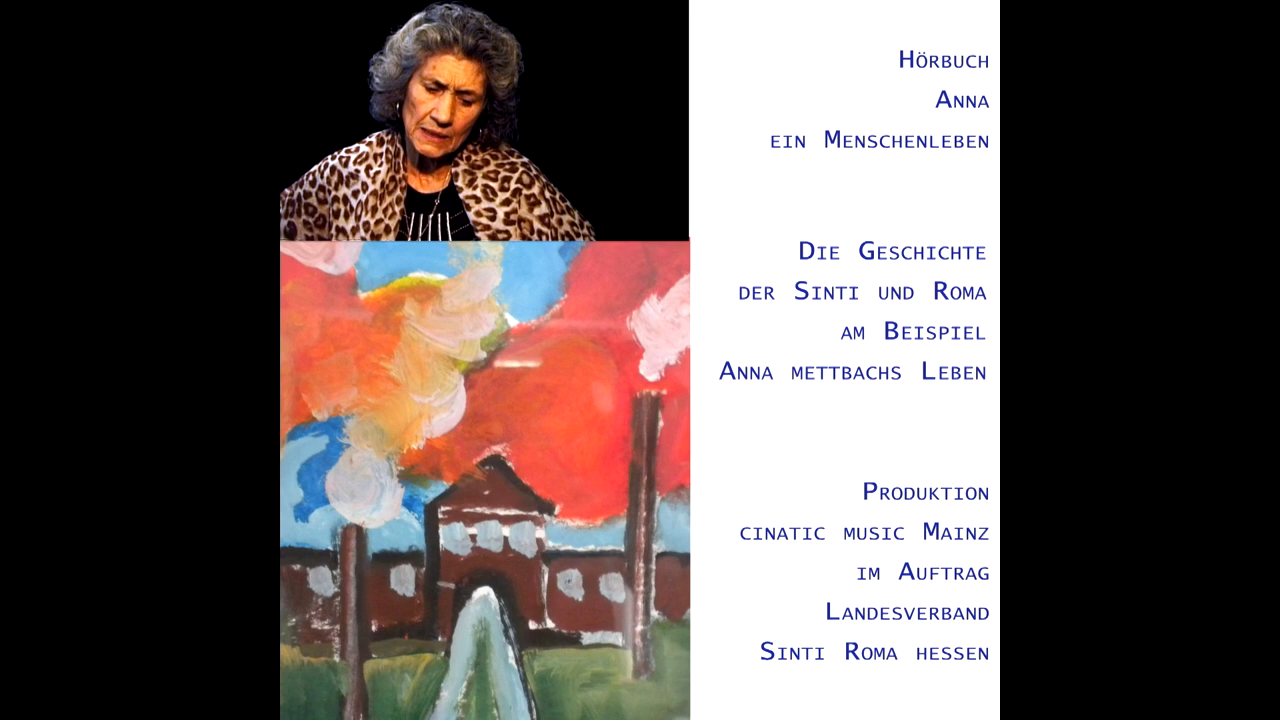 Hörbuch
Anna
ein Menschenleben
Die Geschichte
der Sinti und Roma
am Beispiel
Anna mettbachs Leben
Produktion
cinatic music Mainz
im Auftrag
Landesverband
Sinti Roma hessen